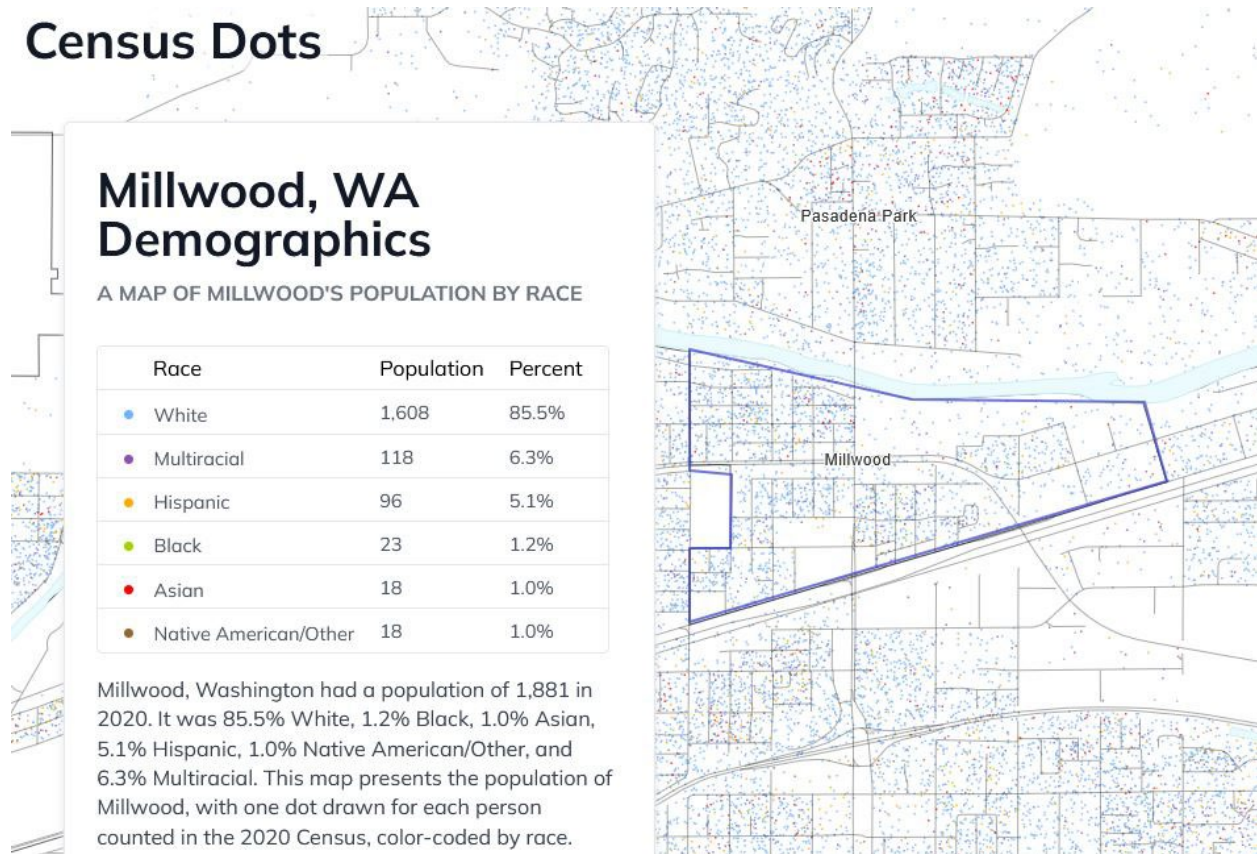 Census Dots
Millwood, WA
Demographics
A MAP OF MILLWOOD'S POPULATION BY RACE
Race Population Percent
White 1,608 85.5%
Multiracial 118 6.3%
Hispanic 96 5.1%
Black 23 1.2%
Asian 18 1.0%
Native American/Other 18 1.0%
Millwood, Washington had a population of 1,881 in
2020. It was 85.5% White, 1.2% Black, 1.0% Asian,
5.1% Hispanic, 1.0% Native American/Other, and
6.3% Multiracial. This map presents the population of
Millwood, with one dot drawn for each person
counted in the 2020 Census, color-coded by race.
Pasadena Park
Millwood